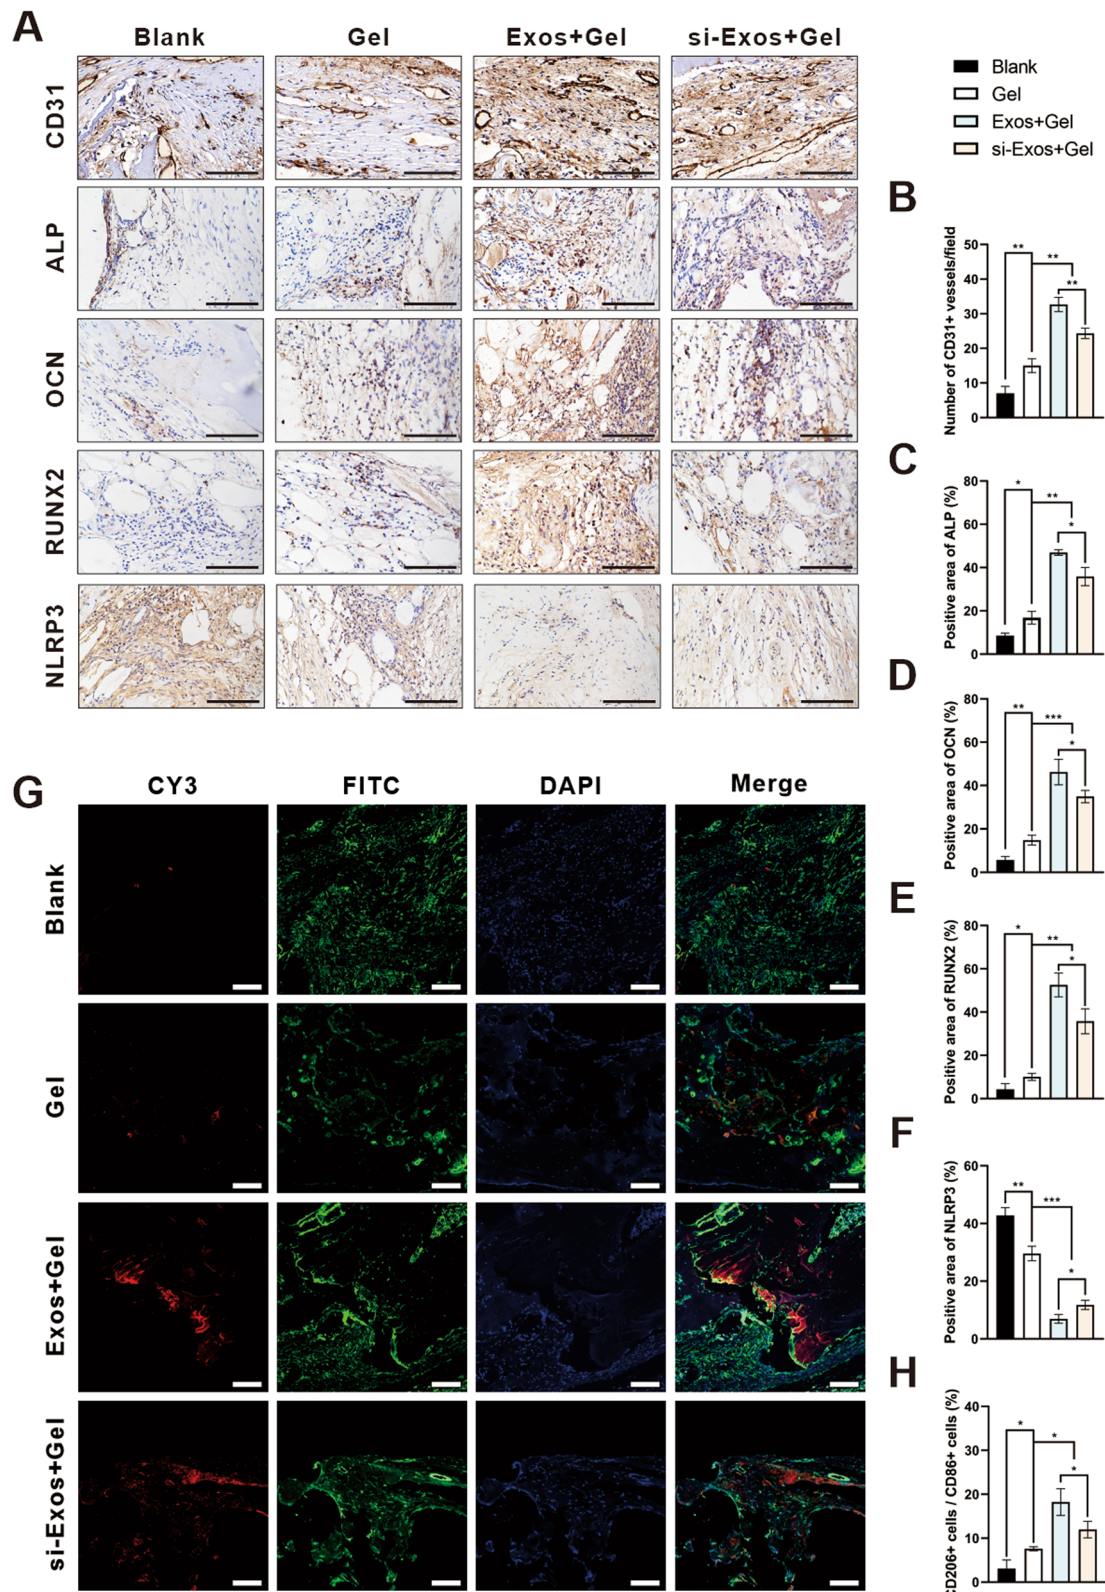 A
Blank
Gel
Exos+Gel
si-Exos+Gel
CD31
ALP
OCN
RUNX2
NLRP3
Blank
Gel
Exos+Gel
si-Exos+Gel
B
Number of CD31+ vessels/field
50
40
30
20
10
0
**
**
**
C
Positive area of ALP (%)
80
60
40
20
0
*
**
*
D
Positive area of OCN (%)
80
60
40
20
0
**
***
*
E
Positive area of RUNX2 (%)
80
60
40
20
0
*
**
*
F
Positive area of NLRP3 (%)
60
40
20
0
**
***
*
G
CY3
FITC
DAPI
Merge
Blank
Gel
Exos+Gel
si-Exos+Gel
H
CD206+ cells / CD86+ cells (%)
40
30
20
10
0
*
*
*